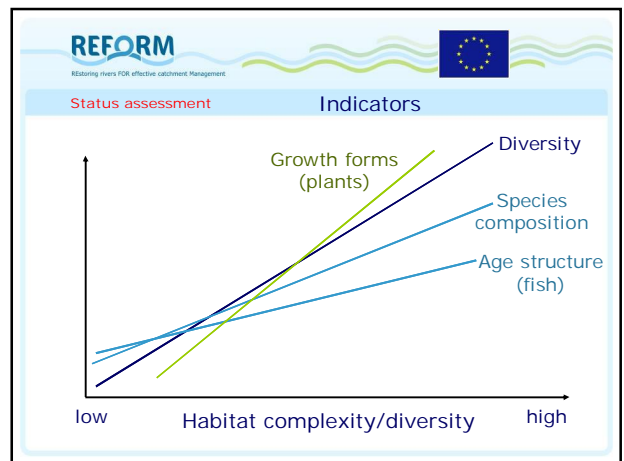 REFORM
REstoring rivers FOR effective catchment Management
Status assessment
Indicators
Growth forms
(plants)
Diversity
Species
composition
Age structure
(fish)
low
Habitat complexity/diversity
high